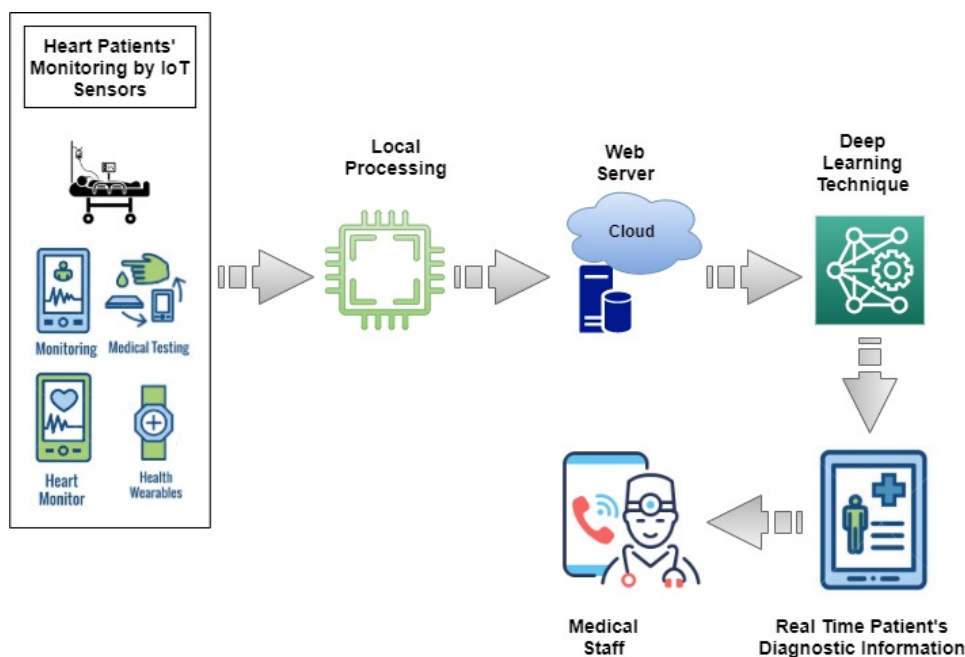 Heart Patients'
Monitoring by IoT
Sensors
Monitoring
Medical Testing
Heart
Monitor
Health
Wearables
Local
Processing
Web
Server
Cloud
Deep
Learning
Technique
Medical
Staff
Real Time Patient's
Diagnostic Information